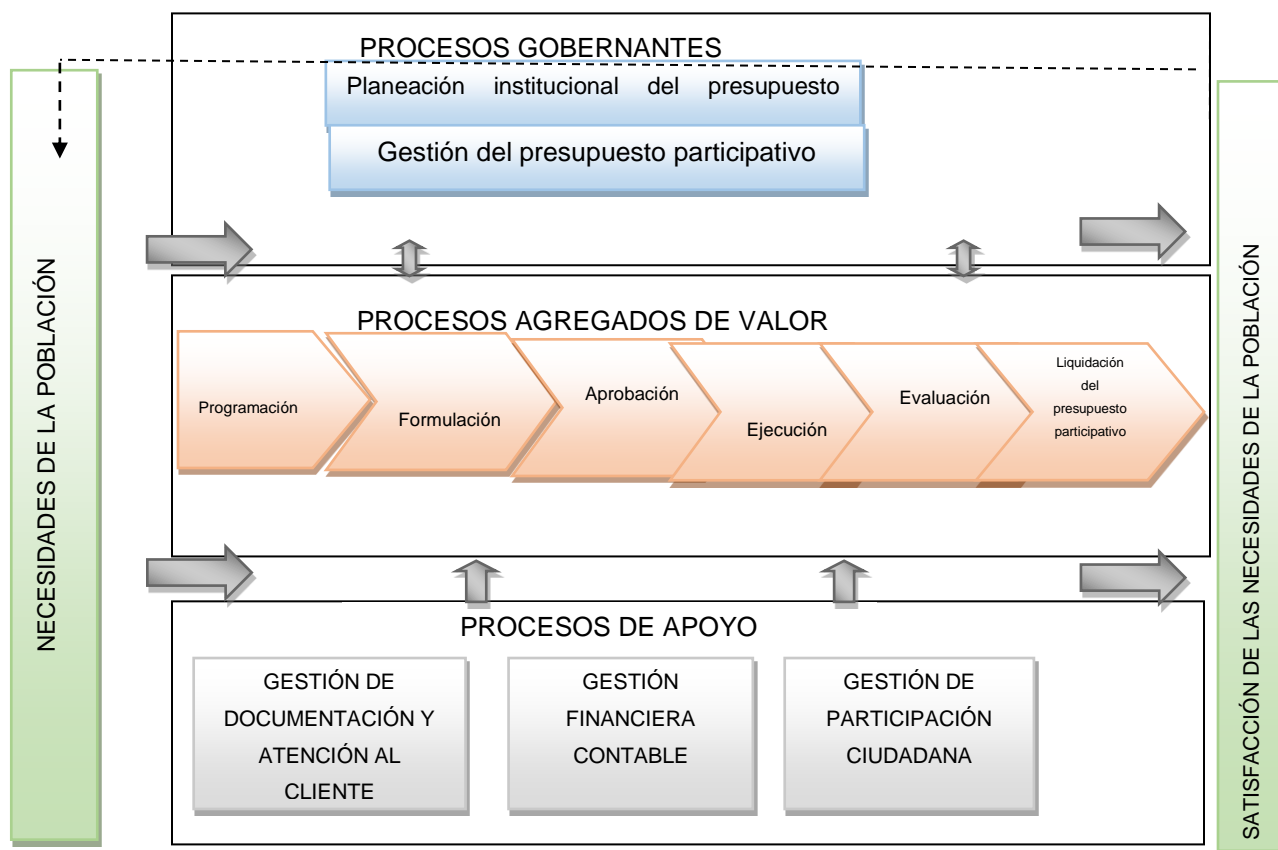 PROCESOS GOBERNANTES
Planeación institucional del presupuesto
Gestión del presupuesto participativo
NECESIDADES DE LA POBLACIÓN
PROCESOS AGREGADOS DE VALOR
Programación
Formulación
Aprobación
Ejecución
Evaluación
Liquidación
del
presupuesto
participativo
PROCESOS DE APOYO
GESTIÓN DE
DOCUMENTACIÓN Y
ATENCIÓN AL
CLIENTE
GESTIÓN
FINANCIERA
CONTABLE
GESTIÓN DE
PARTICIPACIÓN
CIUDADANA
SATISFACCIÓN DE LAS NECESIDADES DE LA POBLACIÓN